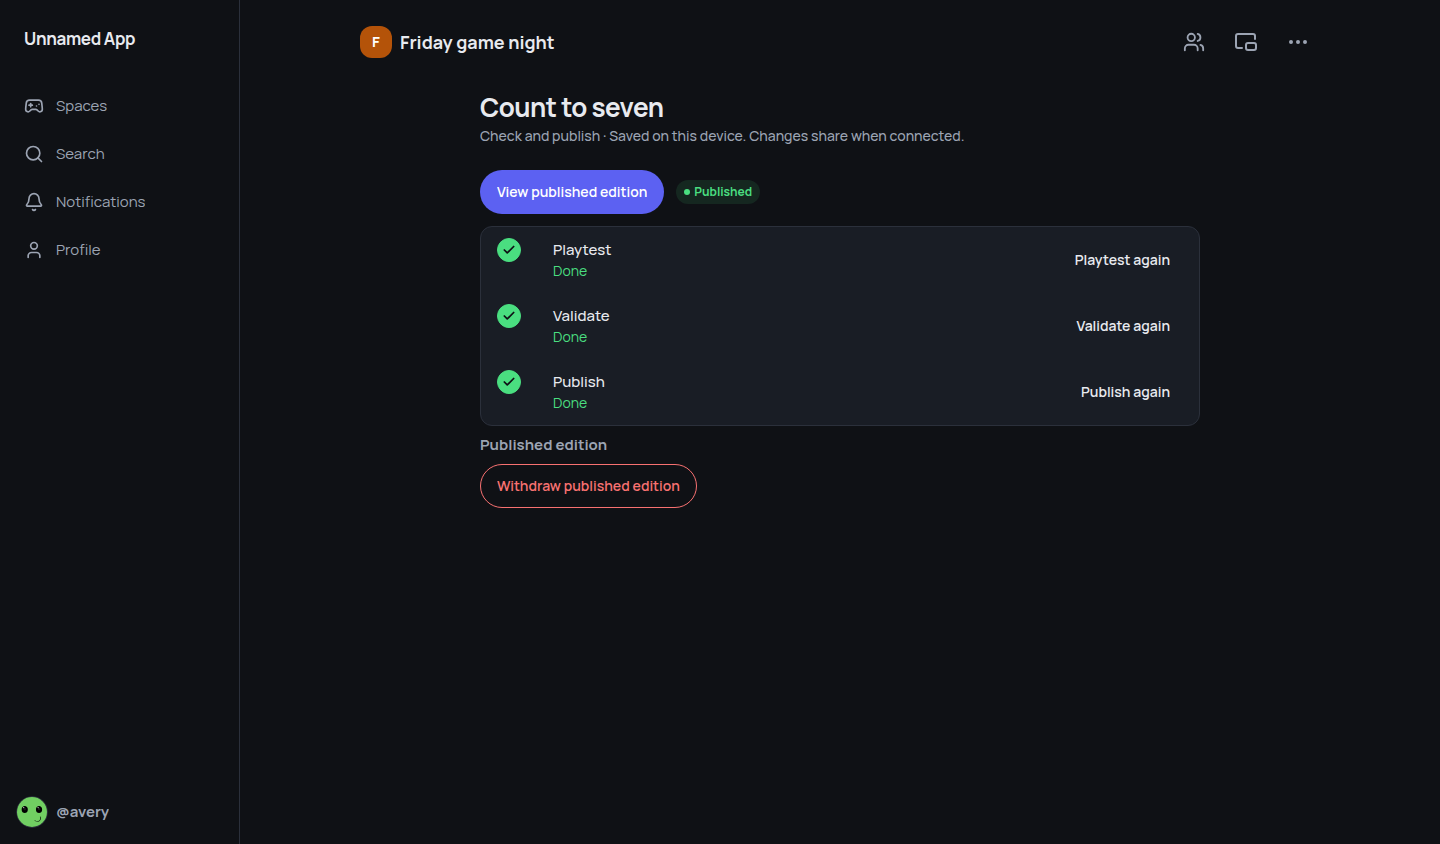 Unnamed App
Spaces
Search
Notifications
Profile
@avery
F Friday game night
Count to seven
Check and publish · Saved on this device. Changes share when connected.
View published edition
Published
Playtest
Done
Playtest again
Validate
Done
Validate again
Publish
Done
Publish again
Published edition
Withdraw published edition